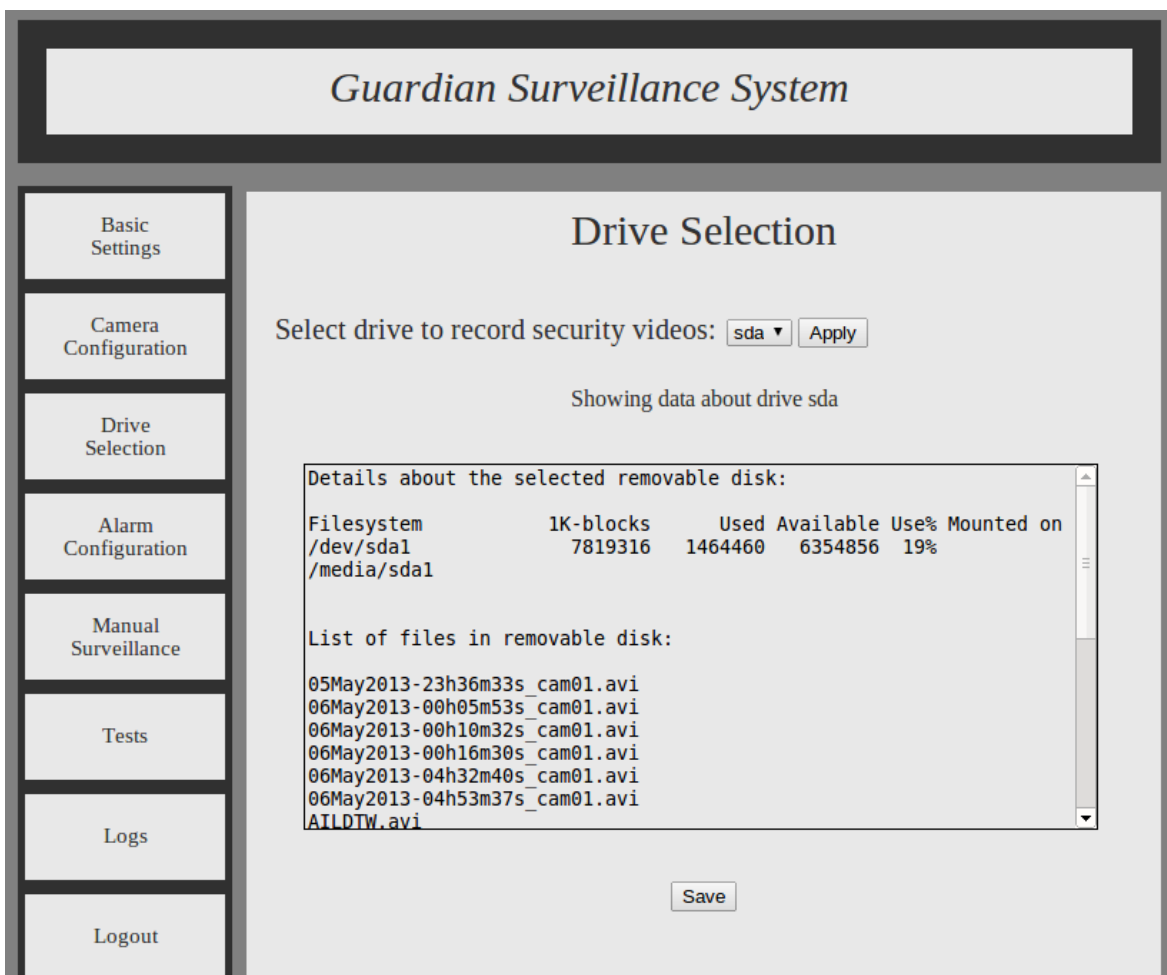 Guardian Surveillance System
Basic
Settings
Camera
Configuration
Drive
Selection
Alarm
Configuration
Manual
Surveillance
Tests
Logs
Logout
Drive Selection
Select drive to record security videos: sda Apply
Showing data about drive sda
Details about the selected removable disk:
Filesystem 1K-blocks Used Available Use% Mounted on
/dev/sda1 7819316 1464460 6354856 19%
/media/sda1
List of files in removable disk:
05May2013-23h36m33s_cam01.avi
06May2013-00h05m53s_cam01.avi
06May2013-00h10m32s_cam01.avi
06May2013-00h16m30s_cam01.avi
06May2013-04h32m40s_cam01.avi
06May2013-04h53m37s_cam01.avi
AILDTW.avi
Save